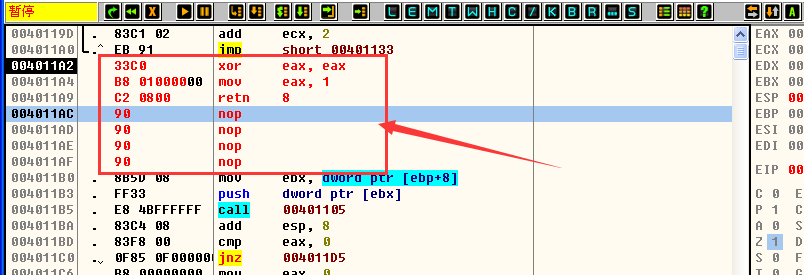 暂停 L E M T W H C / K B R ... S
0040119D . 83C1 02 add ecx, 2 EAX
004011A0 . EB 91 jmp short 00401133 ECX 00
004011A2 33C0 xor eax, eax EDX 00
004011A4 B8 01000000 mov eax, 1 EBX 00
004011A9 C2 0800 retn 8 ESP 00
004011AC 90 nop EBP 00
004011AD 90 nop ESI 00
004011AE 90 nop EDI 00
004011AF 90 nop
004011B0 . 8B5D 08 mov ebx, dword ptr [ebp+8] EIP 00
004011B3 . FF33 push dword ptr [ebx] C 0 E
004011B5 . E8 4BFFFFFF call 00401105 P 1 C
004011BA . 83C4 08 add esp, 8 A 0 S
004011BD . 83F8 00 cmp eax, 0 Z 1 D
004011C0 . 0F85 0F000000 jnz 004011D5 S 0 F
004011C6 . B8 00000000 mov eax, 0 T 0 G